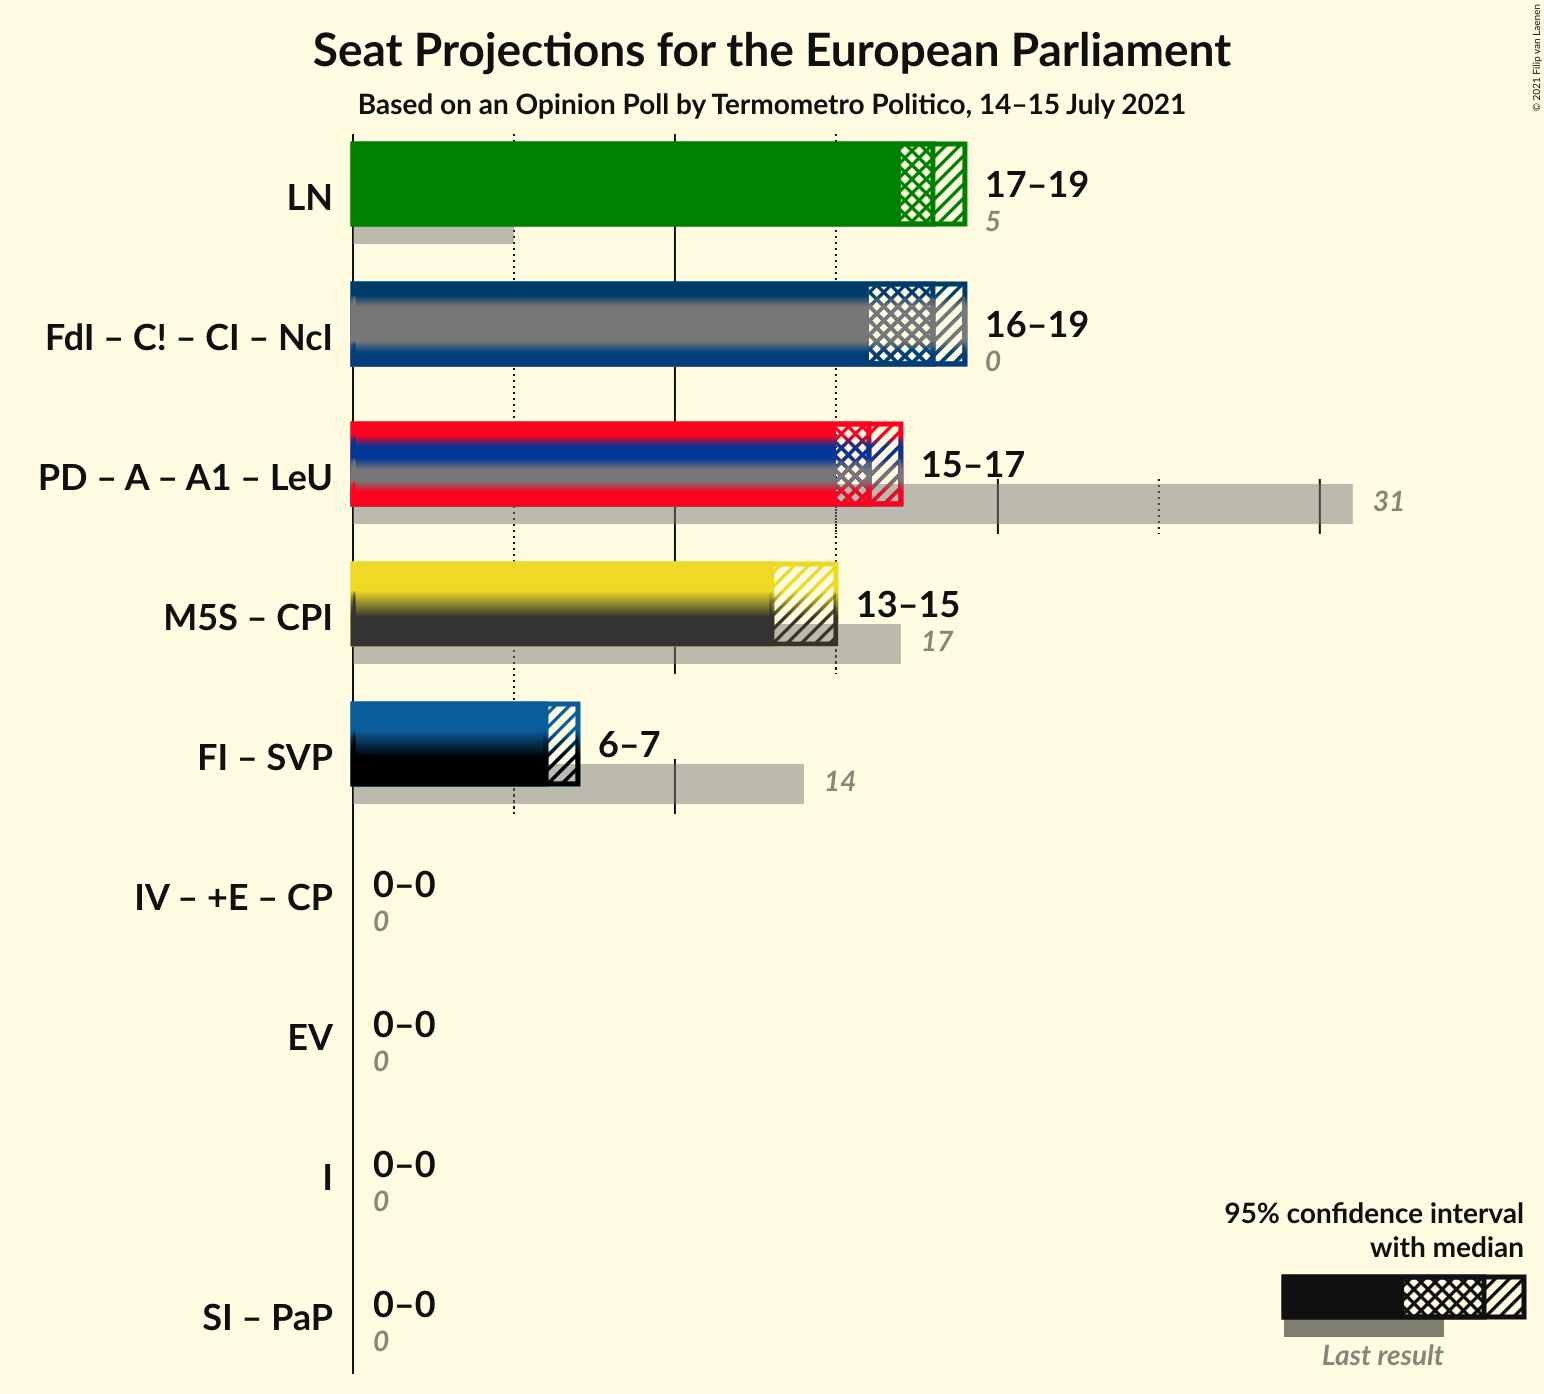 Seat Projections for the European Parliament
Based on an Opinion Poll by Termometro Politico, 14–15 July 2021
© 2021 Filip van Laenen
LN
17–19
5
FdI – C! – CI – NcI
16–19
0
PD – A – A1 – LeU
15–17
31
M5S – CPI
13–15
17
FI – SVP
6–7
14
IV – +E – CP
0–0
0
EV
0–0
0
I
0–0
0
SI – PaP
0–0
0
95% confidence interval
with median
Last result